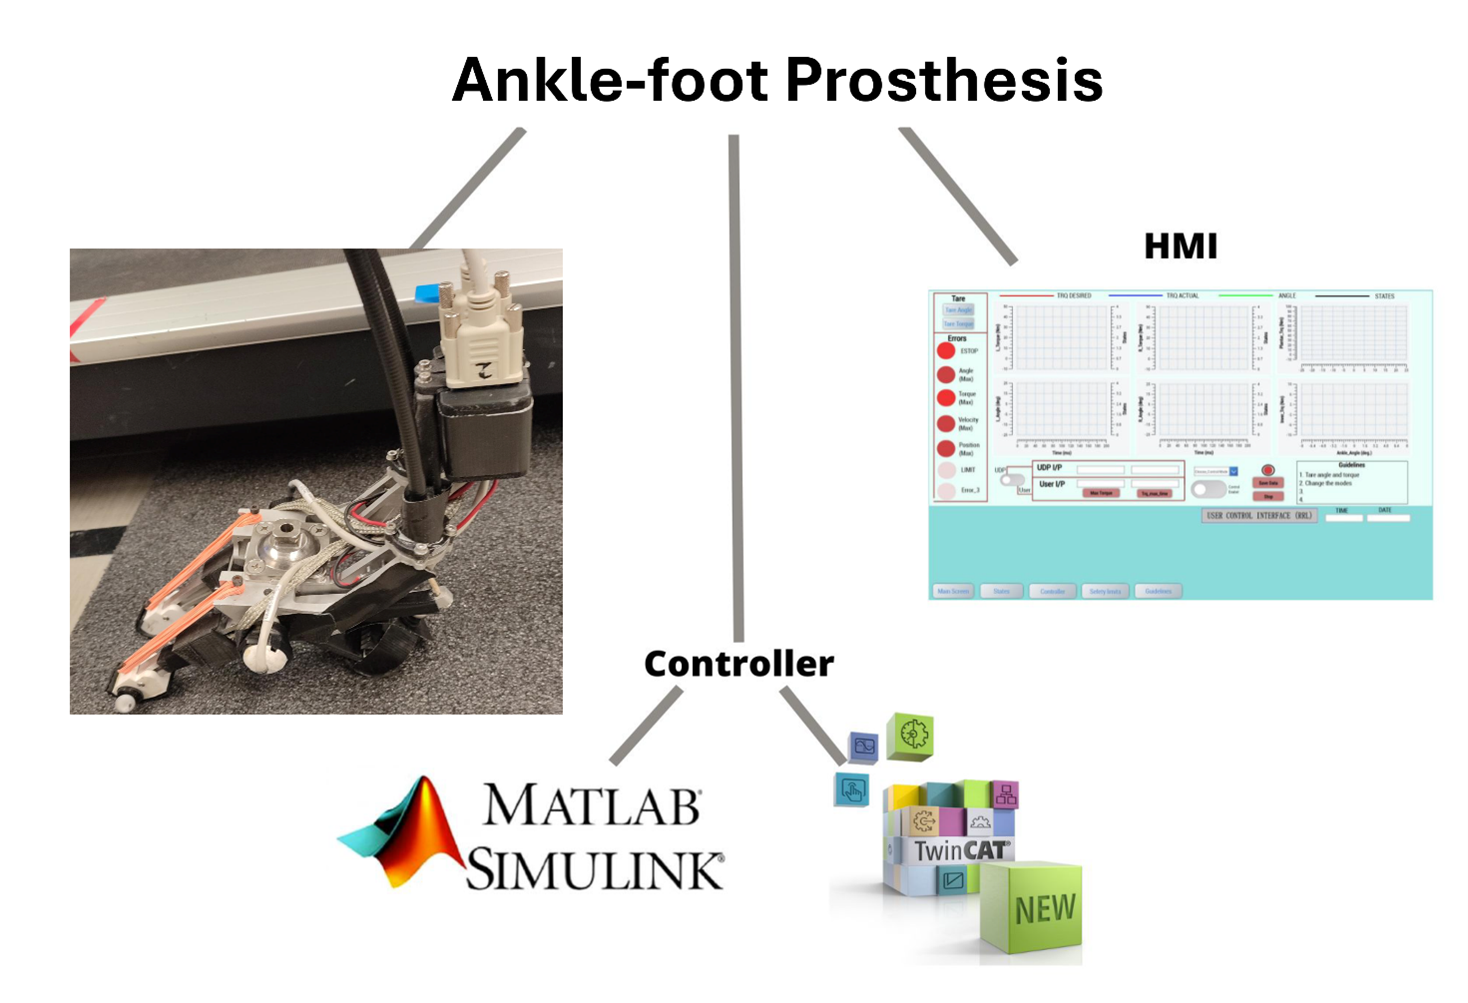 Ankle-foot Prosthesis
HMI
Tare
Tare Angle
Tare Torque
TRQ DESIRED
TRQ ACTUAL
ANGLE
STATES
Errors
ESTOP
Angle
(Max)
Torque
(Max)
Velocity
(Max)
Position
(Max)
LIMIT
Error_3
Time (ms)
Time (ms)
Ankle_Angle (deg.)
UDP
User
UDP I/P
User I/P
Max Torque
Trq_max_time
Save Data
Stop
Guidelines
1. Tare angle and torque
2. Change the modes
3.
4.
USER CONTROL INTERFACE (RRL)
TIME
DATE
Main Screen
States
Controller
Safety limits
Guidelines
Controller
MATLAB®
SIMULINK®
TwinCAT®
NEW